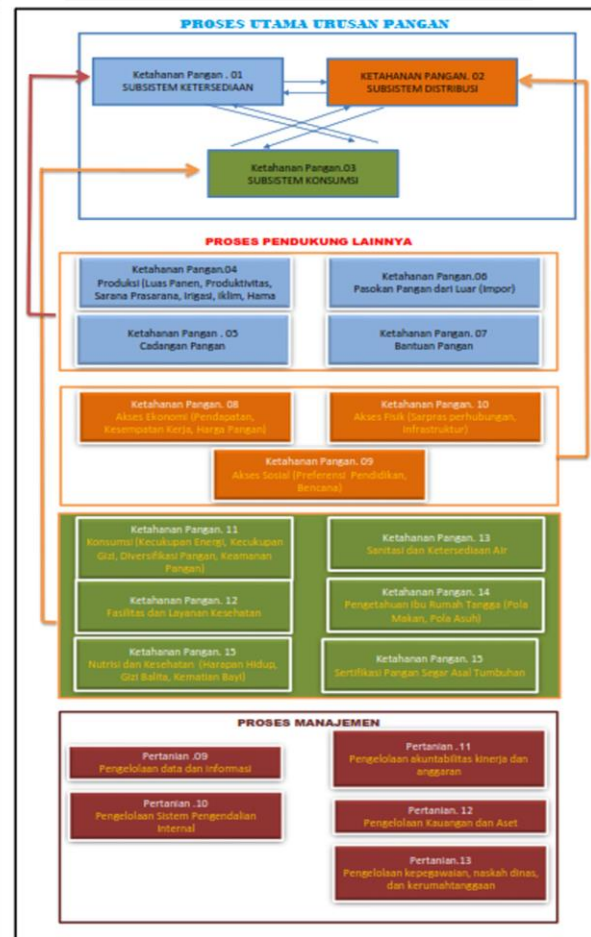 PROSES UTAMA URUSAN PANGAN
Ketahanan Pangan . 01
SUBSISTEM KETERSEDIAAN
KETAHANAN PANGAN. 02
SUBSISTEM DISTRIBUSI
Ketahanan Pangan.03
SUBSISTEM KONSUMSI
PROSES PENDUKUNG LAINNYA
Ketahanan Pangan.04
Produksi (Luas Panen, Produktivitas,
Sarana Prasarana, Irigasi, Iklim, Hama
Ketahanan Pangan.06
Pasokan Pangan dari Luar (Impor)
Ketahanan Pangan . 05
Cadangan Pangan
Ketahanan Pangan. 07
Bantuan Pangan
Ketahanan Pangan. 08
Akses Ekonomi (Pendapatan,
Kesempatan Kerja, Harga Pangan)
Ketahanan Pangan. 10
Akses Fisik (Sarpras perhubungan,
Infrastruktur)
Ketahanan Pangan. 09
Akses Sosial (Preferensi Pendidikan,
Bencana)
Ketahanan Pangan. 11
Konsumsi (Kecukupan Energi, Kecukupan
Gizi, Diversifikasi Pangan, Keamanan
Pangan)
Ketahanan Pangan. 13
Sanitasi dan Ketersediaan Air
Ketahanan Pangan. 12
Fasilitas dan Layanan Kesehatan
Ketahanan Pangan. 14
Pengetahuan Ibu Rumah Tangga (Pola
Makan, Pola Asuh)
Ketahanan Pangan. 15
Nutrisi dan Kesehatan (Harapan Hidup,
Gizi Balita, Kematian Bayi)
Ketahanan Pangan. 15
Sertifikasi Pangan Segar Asal Tumbuhan
PROSES MANAJEMEN
Pertanian .09
Pengelolaan data dan informasi
Pertanian .11
Pengelolaan akuntabilitas kinerja dan
anggaran
Pertanian .10
Pengelolaan Sistem Pengendalian
Internal
Pertanian. 12
Pengelolaan Kauangan dan Aset
Pertanian.13
Pengelolaan kepegawaian, naskah dinas,
dan kerumahtanggaan